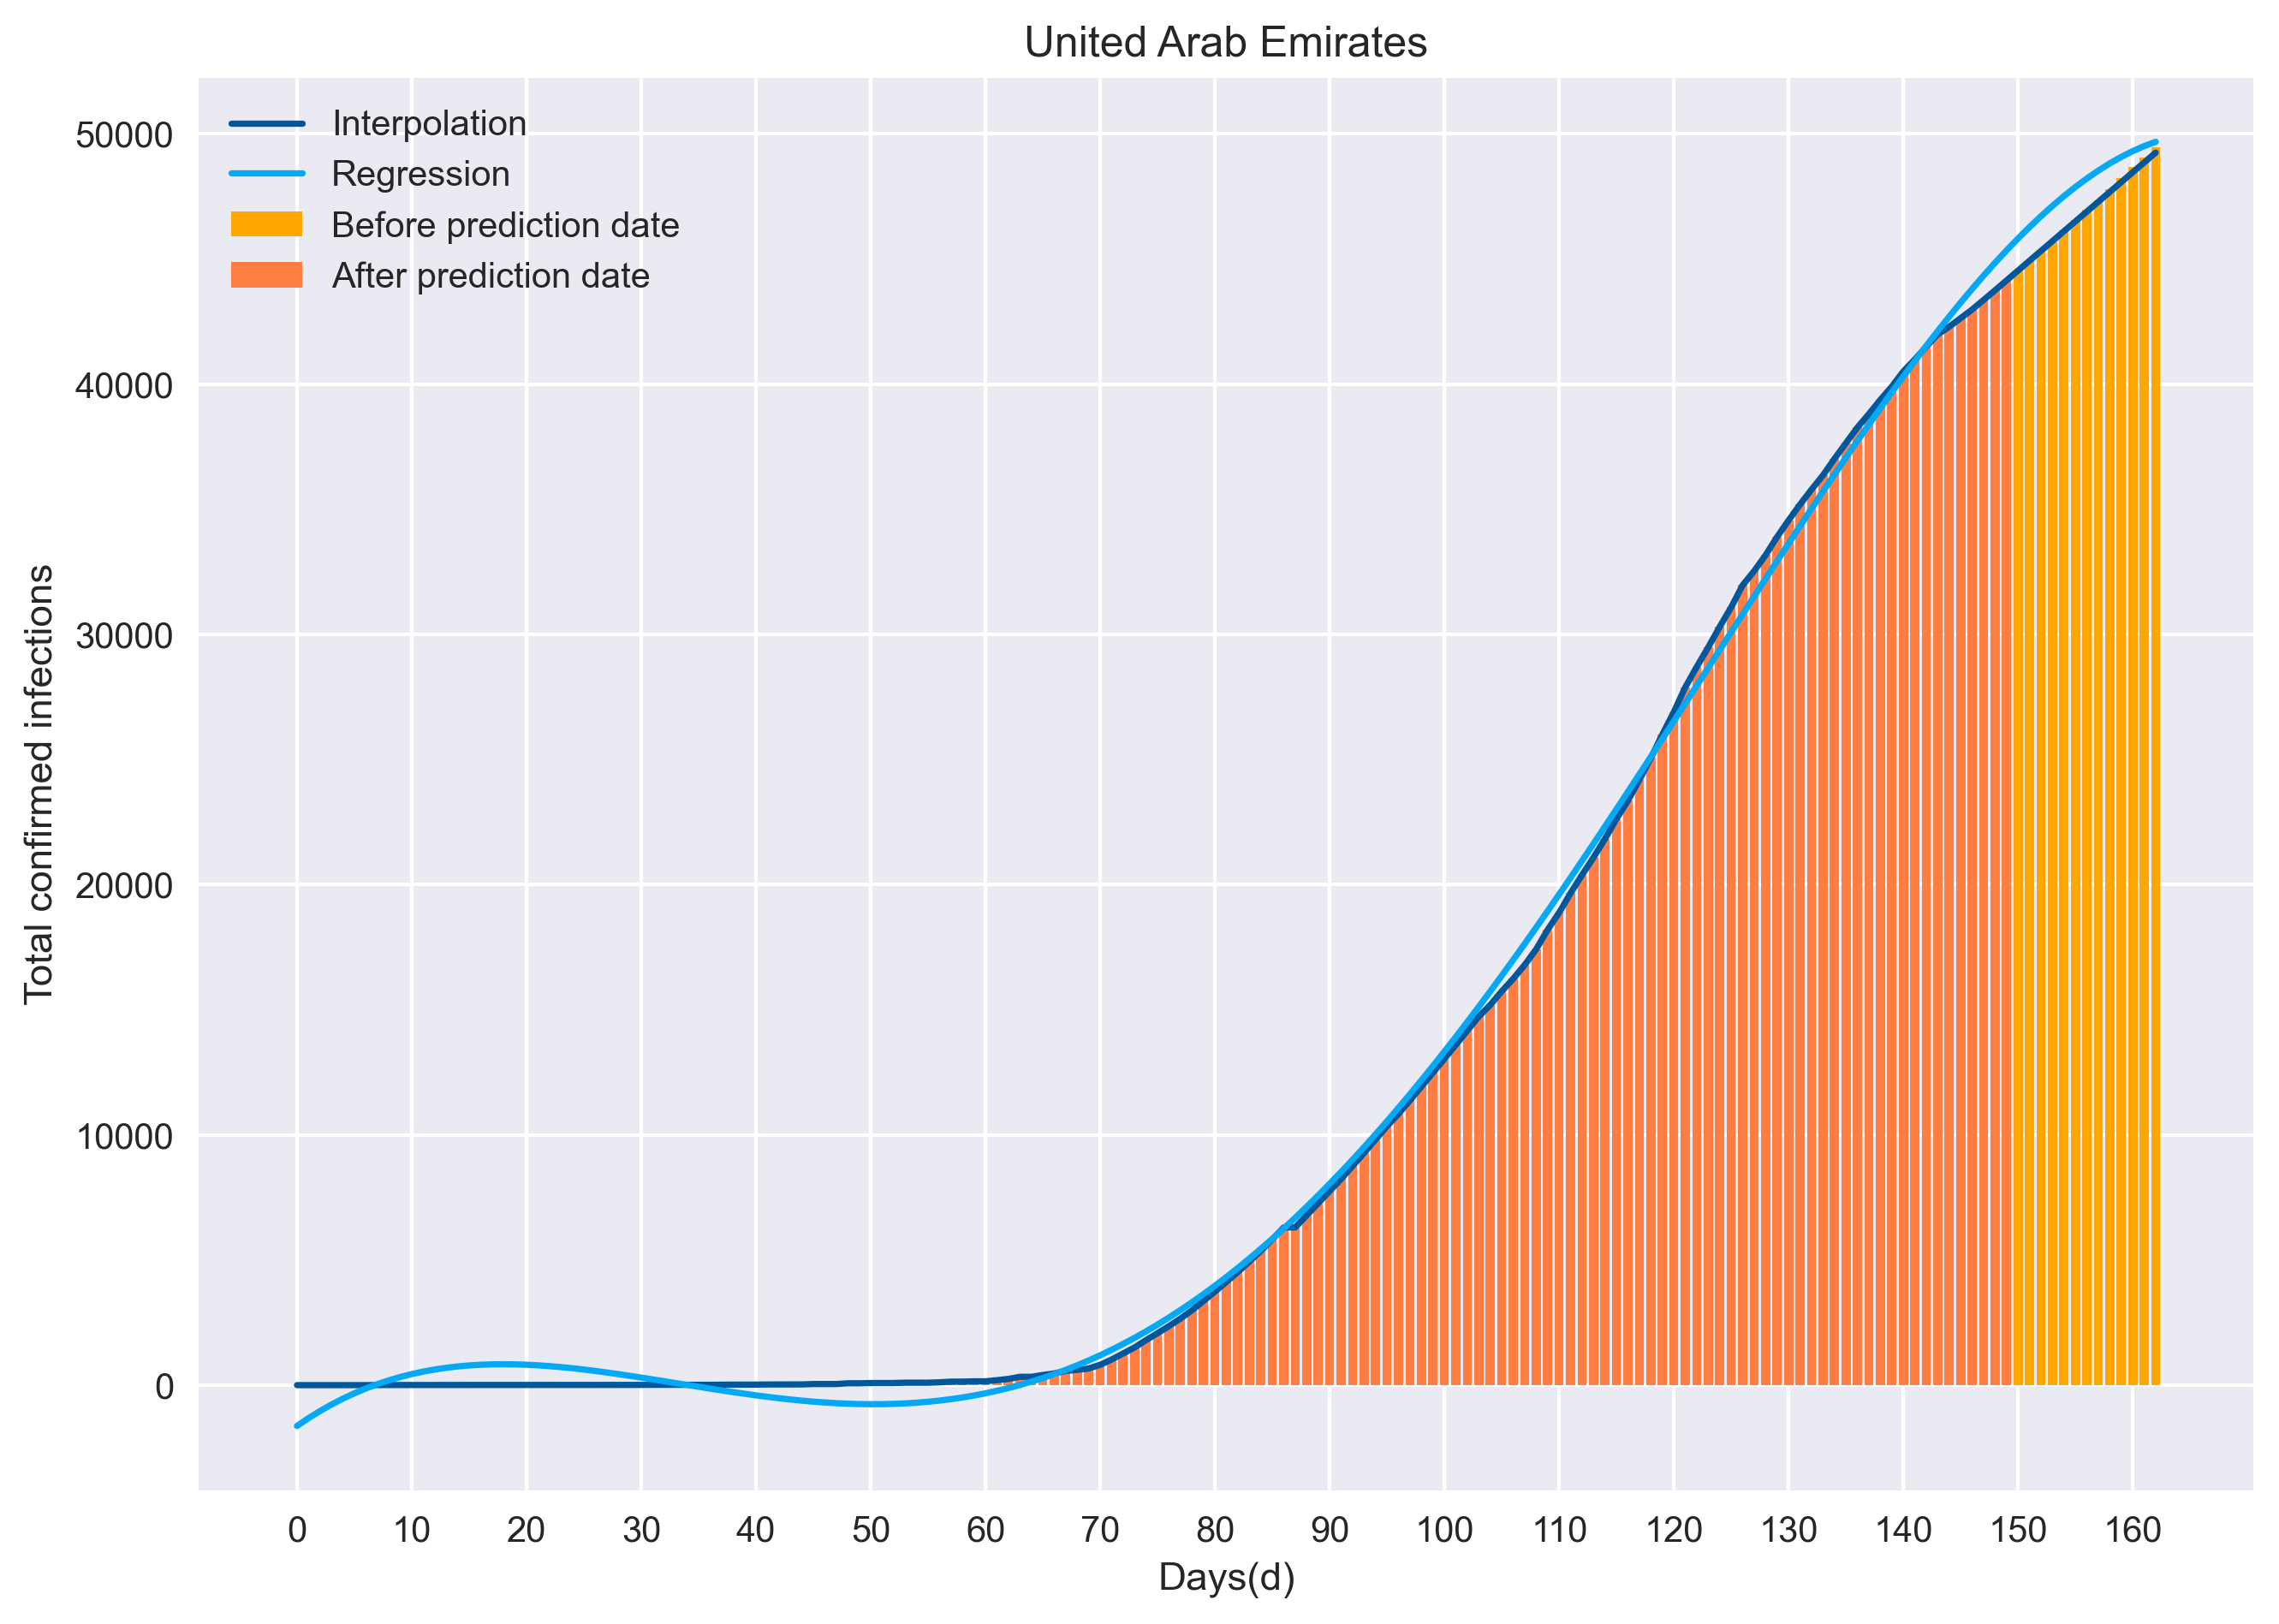 United Arab Emirates
Interpolation
Regression
Before prediction date
After prediction date
50000
40000
30000
20000
10000
0
Total confirmed infections
0 10 20 30 40 50 60 70 80 90 100 110 120 130 140 150 160
Days(d)